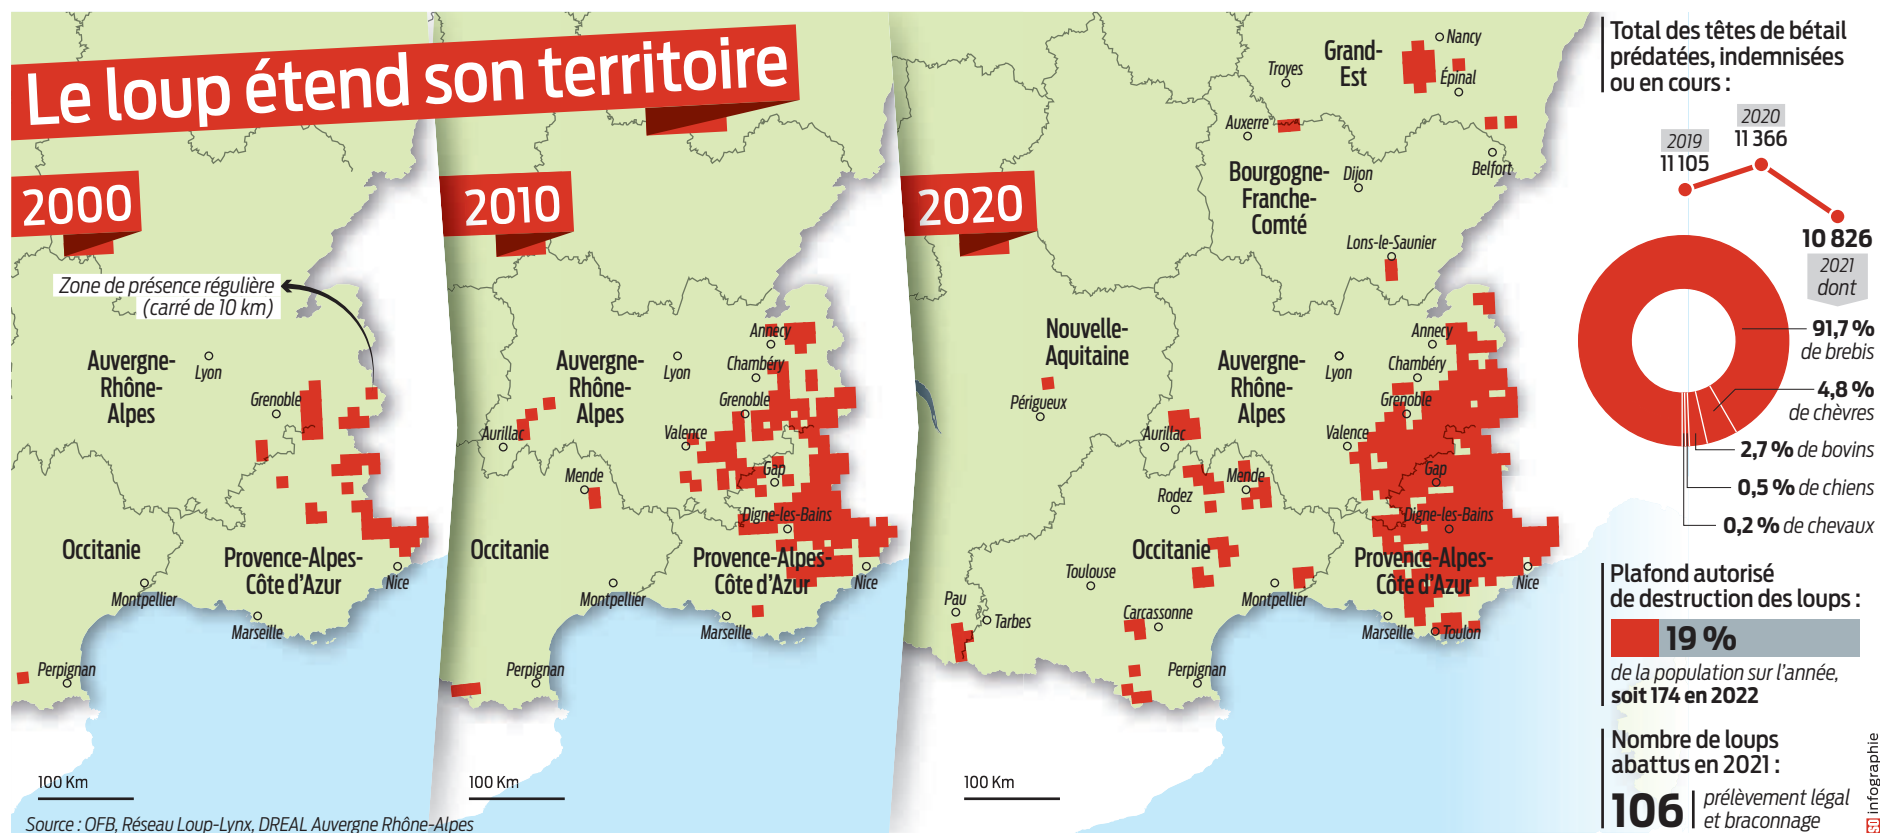 Le loup étend son territoire
2000
Zone de présence régulière
(carré de 10 km)
Auvergne-
Rhône-
Alpes
Lyon
Grenoble
Occitanie
Provence-Alpes-
Côte d'Azur
Montpellier
Nice
Marseille
Perpignan
100 Km
Source : OFB, Réseau Loup-Lynx, DREAL Auvergne Rhône-Alpes
2010
Annecy
Auvergne-
Rhône-
Alpes
Lyon
Chambéry
Grenoble
Aurillac
Valence
Mende
Gap
Digne-les-Bains
Occitanie
Provence-Alpes-
Côte d'Azur
Montpellier
Nice
Marseille
Perpignan
100 Km
2020
Nancy
Grand-
Est
Troyes
Épinal
Auxerre
Bourgogne-
Franche-
Comté
Dijon
Belfort
Lons-le-Saunier
Nouvelle-
Aquitaine
Annecy
Auvergne-
Rhône-
Alpes
Lyon
Chambéry
Périgueux
Grenoble
Aurillac
Valence
Rodez
Mende
Gap
Digne-les-Bains
Occitanie
Provence-Alpes-
Côte d'Azur
Toulouse
Nice
Pau
Tarbes
Carcassonne
Montpellier
Marseille
Toulon
Perpignan
100 Km
Total des têtes de bétail
prédatées, indemnisées
ou en cours :
2019
11 105
2020
11 366
10 826
2021
dont
91,7 %
de brebis
4,8 %
de chèvres
2,7 % de bovins
0,5 % de chiens
0,2 % de chevaux
Plafond autorisé
de destruction des loups :
19 %
de la population sur l'année,
soit 174 en 2022
Nombre de loups
abattus en 2021 :
106
prélèvement légal
et braconnage
SO infographie